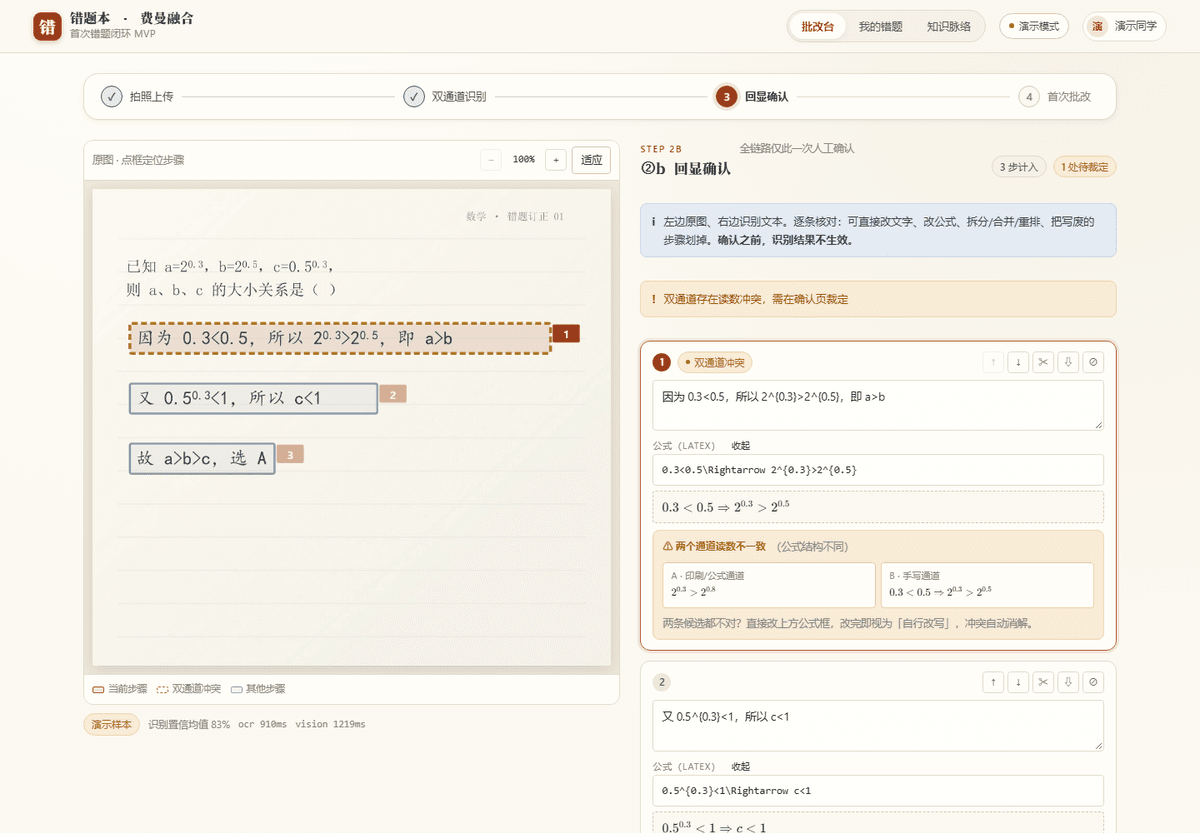 错 错题本 · 费曼融合
首次错题闭环 MVP
批改台 我的错题 知识脉络 演示模式 演 演示同学
✓ 拍照上传 ✓ 双通道识别 3 回显确认 4 首次批改
原图 · 点框定位步骤 − 100% + 适应
数学 · 错题订正 01
已知 a=2^0.3, b=2^0.5, c=0.5^0.3,
则 a、b、c 的大小关系是( )
因为 0.3<0.5, 所以 2^0.3>2^0.5, 即 a>b 1
又 0.5^0.3<1, 所以 c<1 2
故 a>b>c, 选 A 3
当前步骤 双通道冲突 其他步骤
演示样本 识别置信均值 83% ocr 910ms vision 1219ms
STEP 2B 全链路仅此一次人工确认
②b 回显确认 3 步计入 1 处待裁定
i 左边原图、右边识别文本。逐条核对：可直接改文字、改公式、拆分/合并/重排、把写废的
步骤划掉。确认之前，识别结果不生效。
! 双通道存在读数冲突，需在确认页裁定
1 双通道冲突 ↑ ↓ ✂ ⇩ ⊘
因为 0.3<0.5，所以 2^{0.3}>2^{0.5}，即 a>b
公式 (LATEX) 收起
0.3<0.5\Rightarrow 2^{0.3}>2^{0.5}
0.3 < 0.5 ⇒ 2^0.3 > 2^0.5
⚠ 两个通道读数不一致 （公式结构不同）
A · 印刷/公式通道
2^0.3 > 2^0.8
B · 手写通道
0.3 < 0.5 ⇒ 2^0.3 > 2^0.5
两条候选都不对？直接改上方公式框，改完即视为「自行改写」，冲突自动消解。
2 ↑ ↓ ✂ ⇩ ⊘
又 0.5^{0.3}<1，所以 c<1
公式 (LATEX) 收起
0.5^{0.3}<1\Rightarrow c<1
0.5^0.3 < 1 ⇒ c < 1